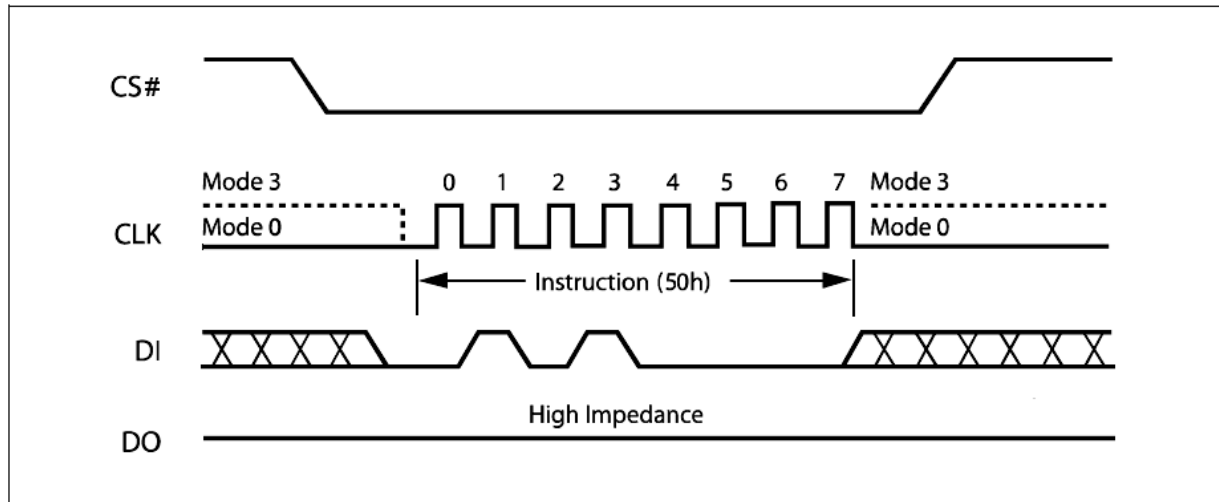 CS#
Mode 3 0 1 2 3 4 5 6 7 Mode 3
CLK Mode 0 Mode 0
Instruction (50h)
DI
High Impedance
DO